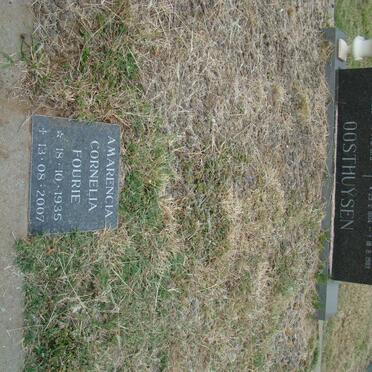 AMARENCIA
CORNELIA
FOURIE
☆ 18·10·1935
✝ 13·08·2007
OOSTHUYSEN